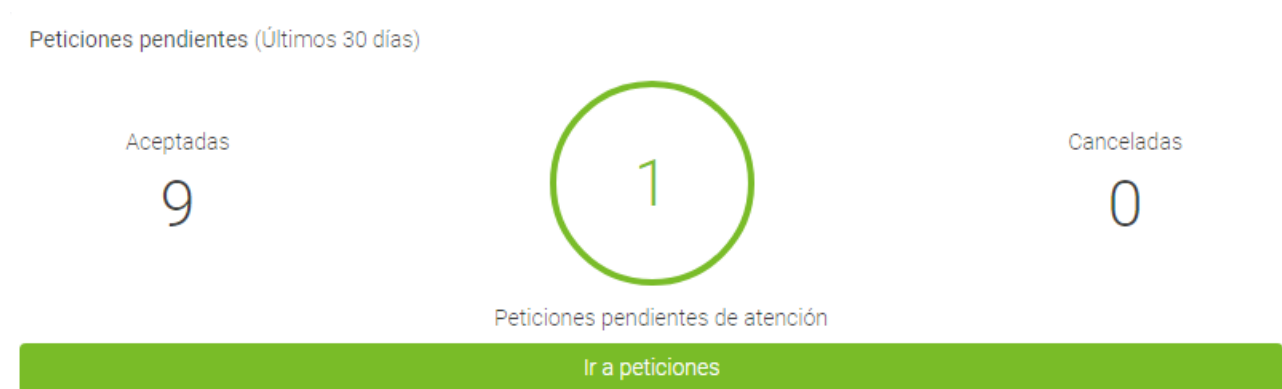 Peticiones pendientes (Últimos 30 días)
Aceptadas
9
1
Canceladas
0
Peticiones pendientes de atención
Ir a peticiones